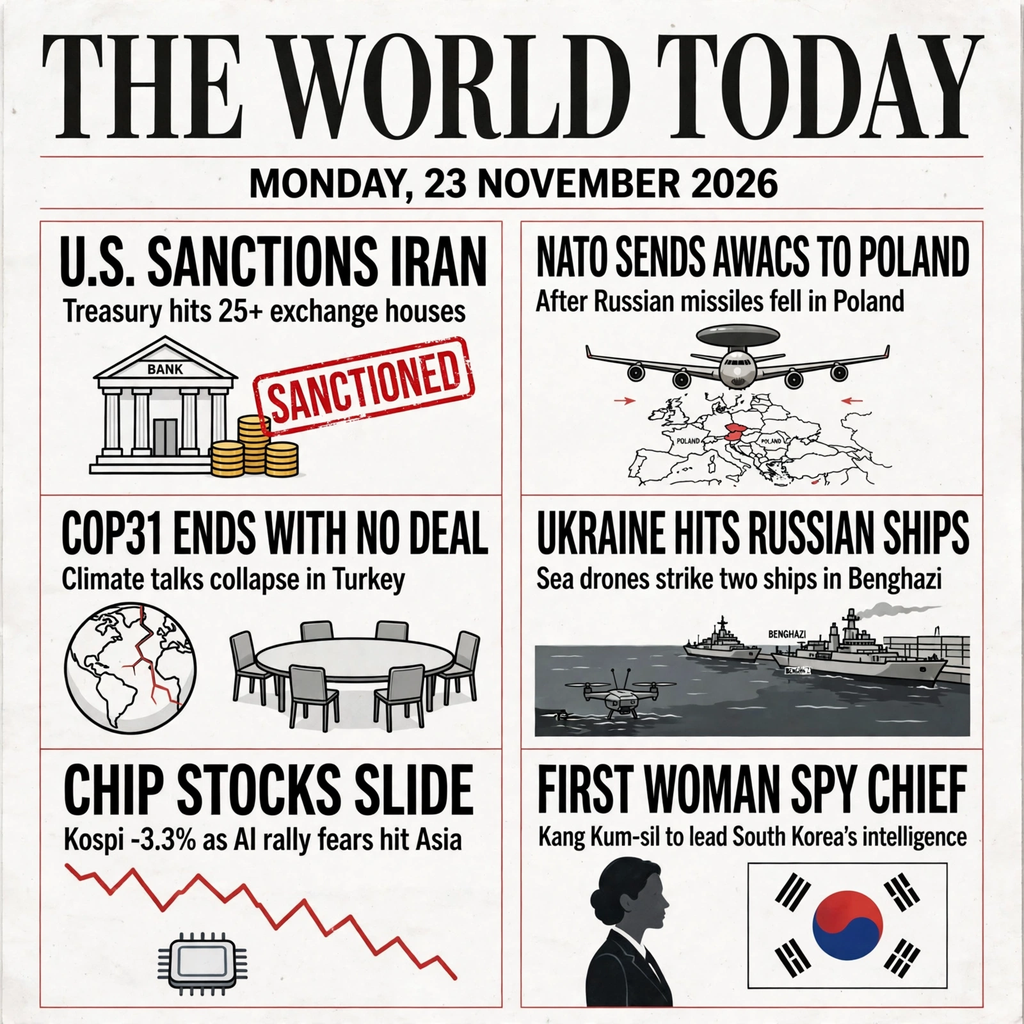 THE WORLD TODAY
MONDAY, 23 NOVEMBER 2026
U.S. SANCTIONS IRAN
Treasury hits 25+ exchange houses
BANK
SANCTIONED
NATO SENDS AWACS TO POLAND
After Russian missiles fell in Poland
POLAND
POLAND
COP31 ENDS WITH NO DEAL
Climate talks collapse in Turkey
UKRAINE HITS RUSSIAN SHIPS
Sea drones strike two ships in Benghazi
BENGHAZI
CHIP STOCKS SLIDE
Kospi -3.3% as AI rally fears hit Asia
FIRST WOMAN SPY CHIEF
Kang Kum-sil to lead South Korea's intelligence